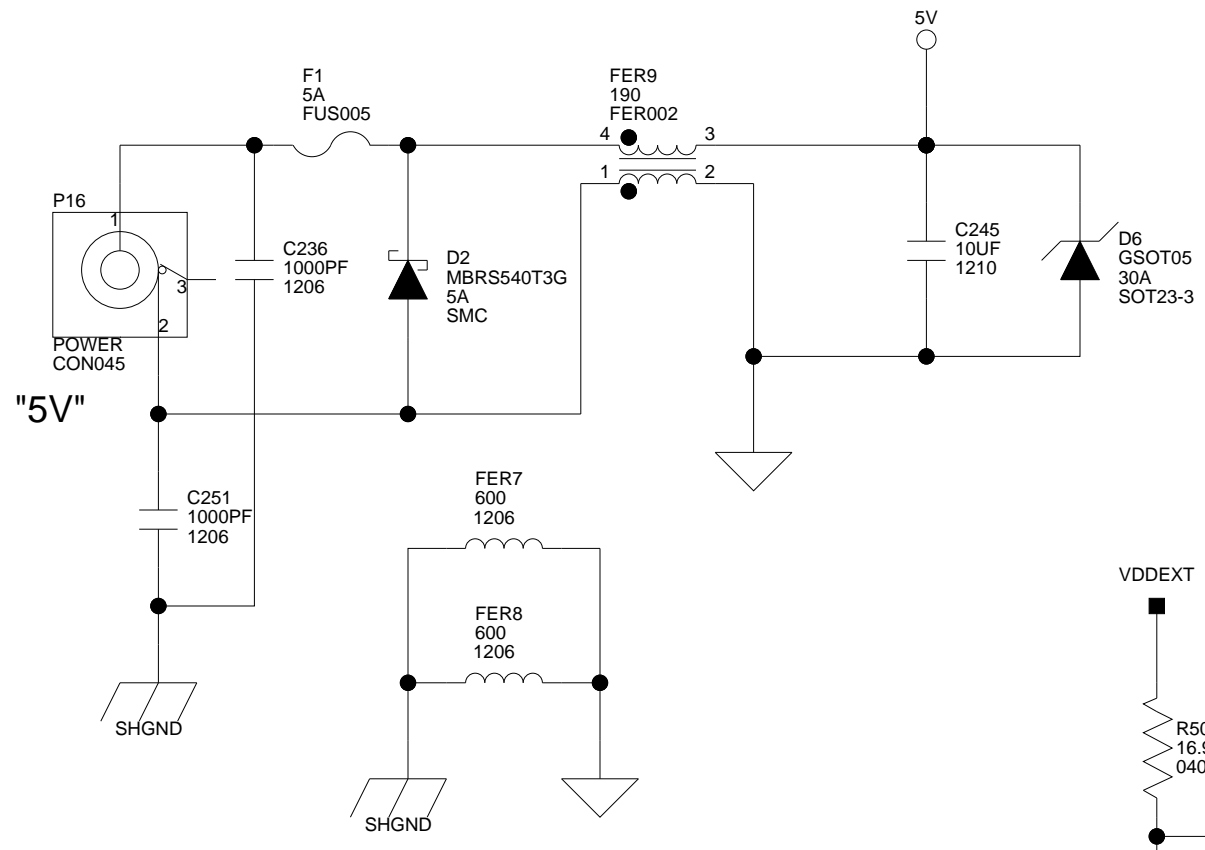 5V
F1
5A
FUS005
FER9
190
FER002
4
3
1
2
P16
1
3
2
POWER
CON045
"5V"
C236
1000PF
1206
D2
MBRS540T3G
5A
SMC
C245
10UF
1210
D6
GSOT05
30A
SOT23-3
C251
1000PF
1206
SHGND
FER7
600
1206
FER8
600
1206
SHGND
VDDEXT